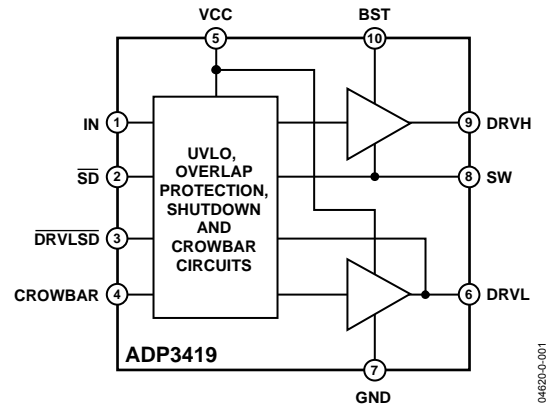 VCC
BST
5
10
IN 1
9 DRVH
UVLO,
OVERLAP
PROTECTION,
SHUTDOWN
AND
CROWBAR
CIRCUITS
SD 2
8 SW
DRVLSD 3
CROWBAR 4
6 DRVL
ADP3419
7
GND
04620-0-001